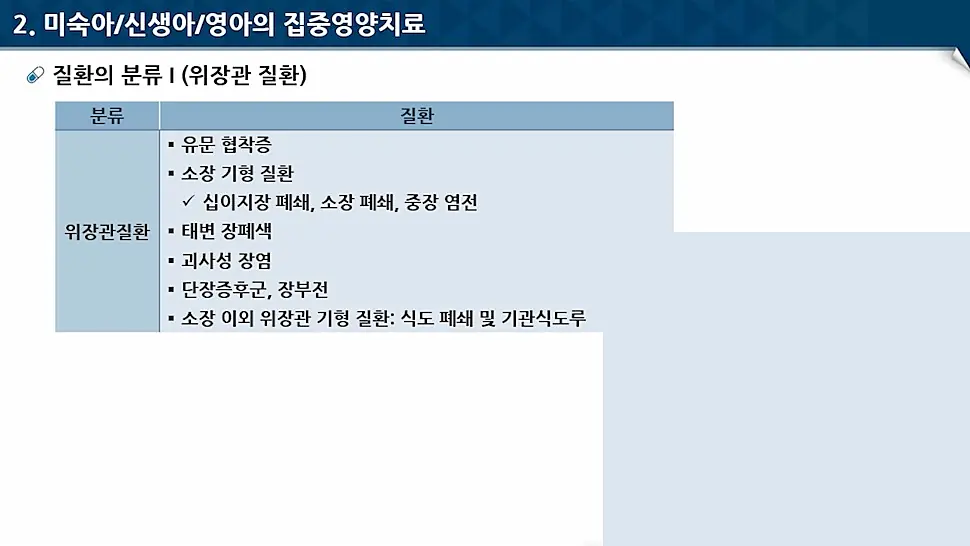 2. 미숙아/신생아/영아의 집중영양치료
질환의 분류 I (위장관 질환)
분류 질환
위장관질환
▪ 유문 협착증
▪ 소장 기형 질환
✓ 십이지장 폐쇄, 소장 폐쇄, 중장 염전
▪ 태변 장폐색
▪ 괴사성 장염
▪ 단장증후군, 장부전
▪ 소장 이외 위장관 기형 질환: 식도 폐쇄 및 기관식도루